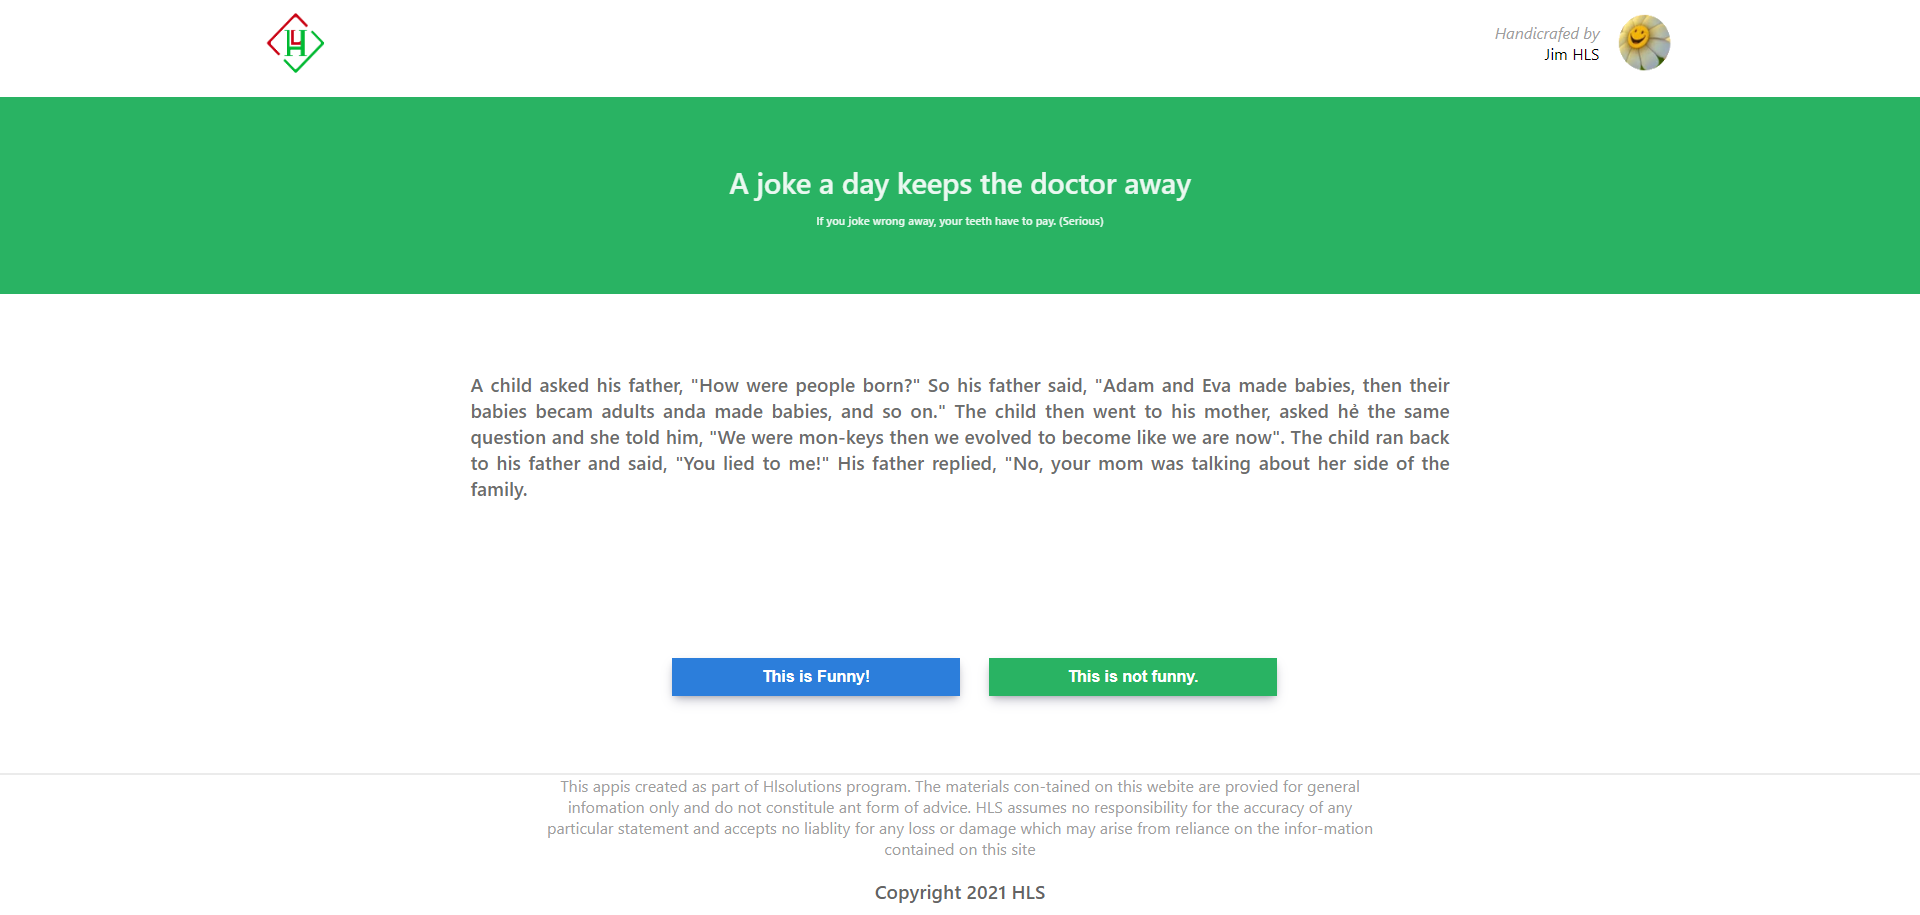 H
Handicrafed by
Jim HLS
A joke a day keeps the doctor away
If you joke wrong away, your teeth have to pay. (Serious)
A child asked his father, "How were people born?" So his father said, "Adam and Eva made babies, then their
babies becam adults anda made babies, and so on." The child then went to his mother, asked hẻ the same
question and she told him, "We were mon-keys then we evolved to become like we are now". The child ran back
to his father and said, "You lied to me!" His father replied, "No, your mom was talking about her side of the
family.
This is Funny!
This is not funny.
This appis created as part of Hlsolutions program. The materials con-tained on this webite are provied for general
infomation only and do not constitule ant form of advice. HLS assumes no responsibility for the accuracy of any
particular statement and accepts no liablity for any loss or damage which may arise from reliance on the infor-mation
contained on this site
Copyright 2021 HLS